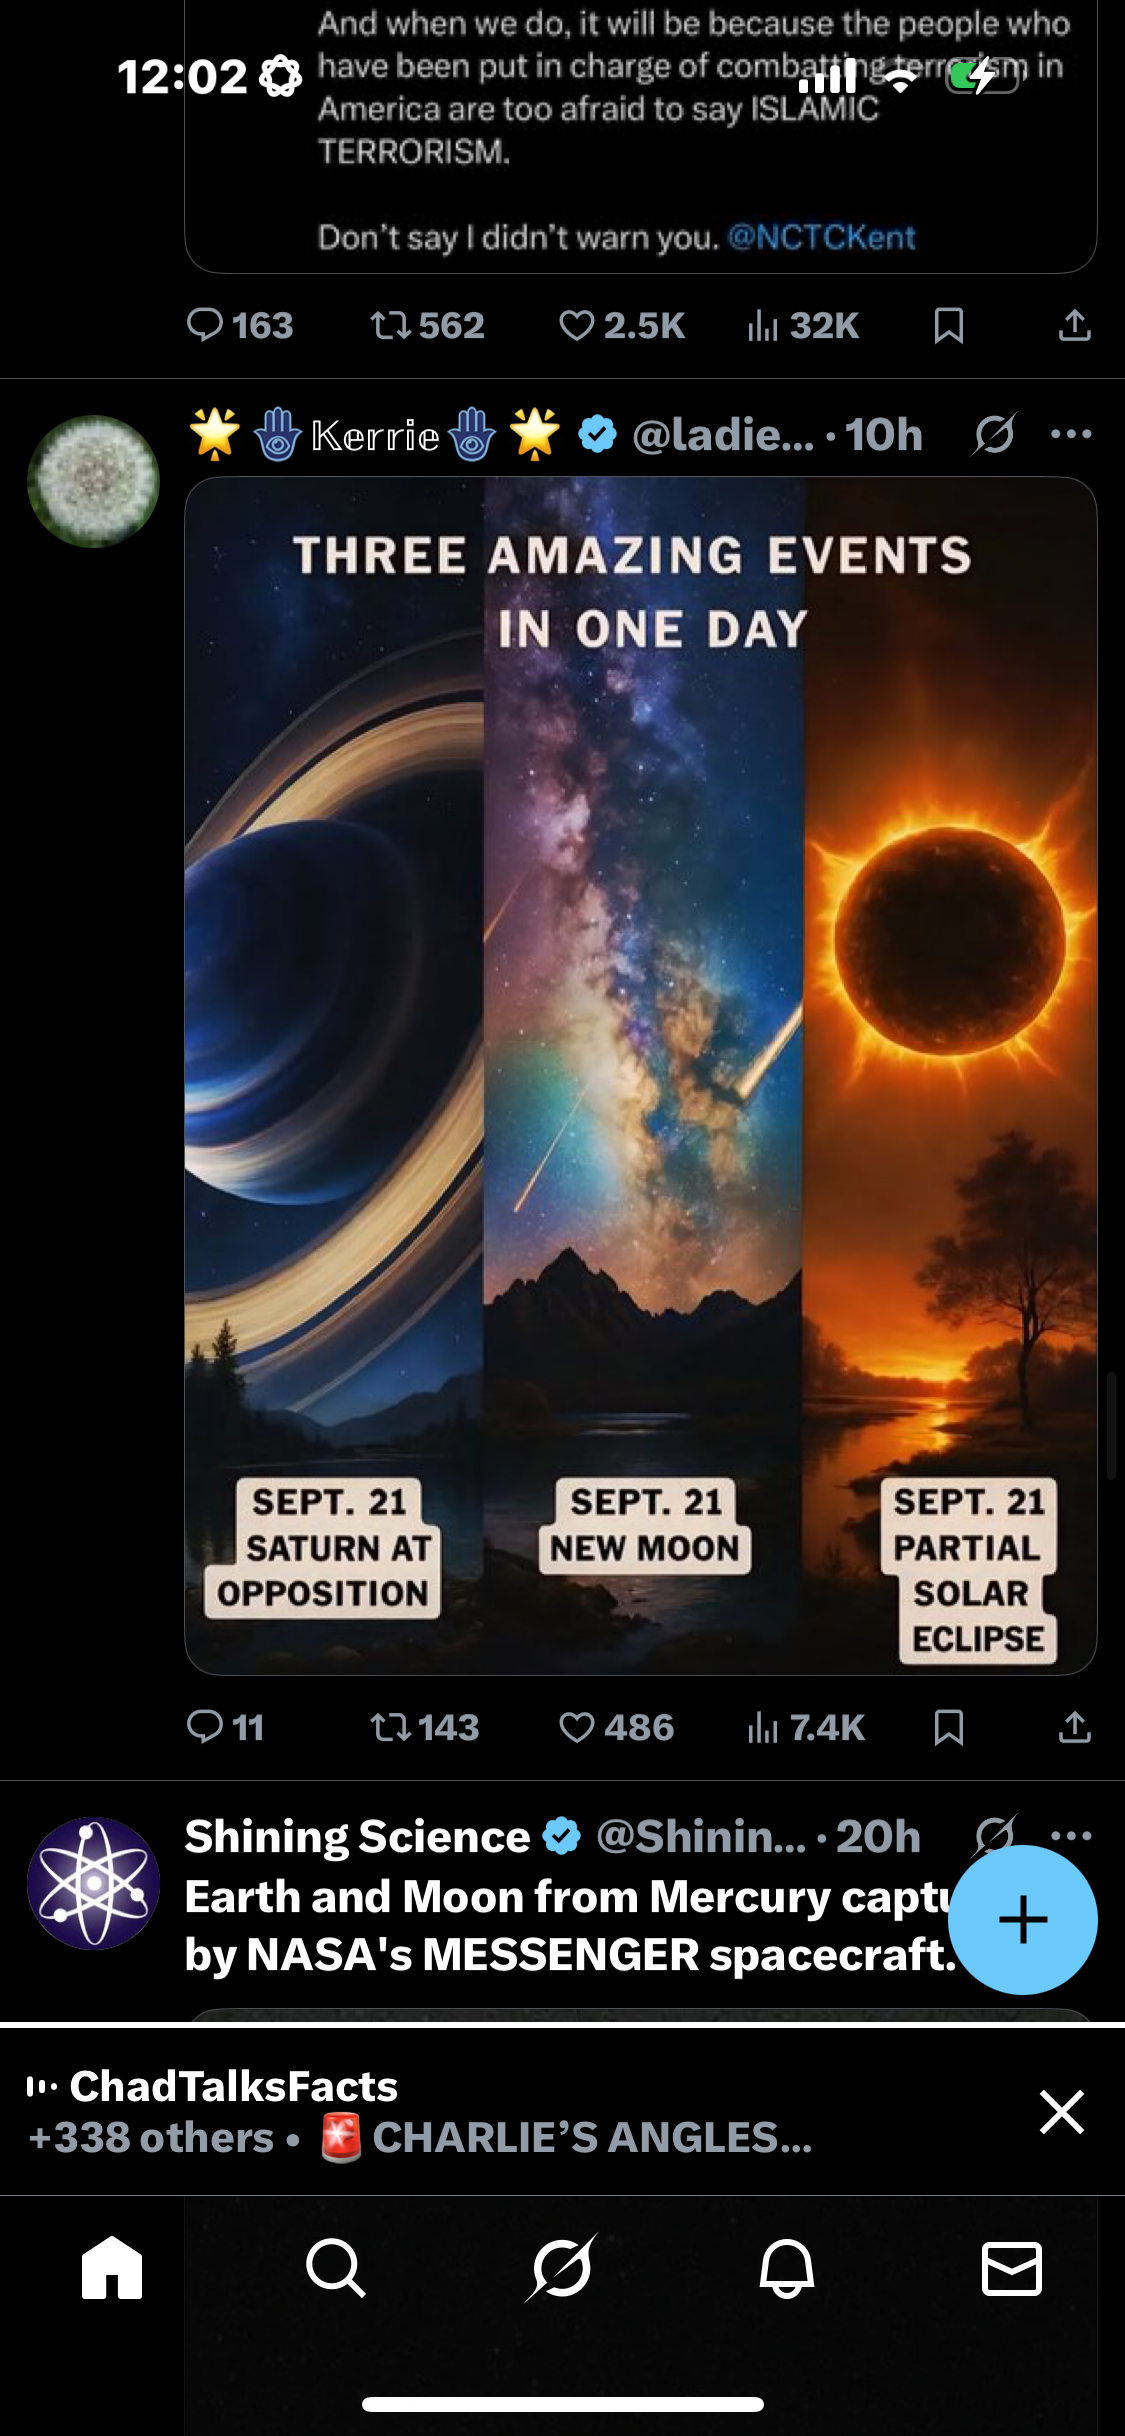 And when we do, it will be because the people who
12:02
have been put in charge of combatting terrorism in
America are too afraid to say ISLAMIC
TERRORISM.
Don't say I didn't warn you. @NCTCKent
163 562 2.5K 32K
🌟🪬𝕂𝕖𝕣𝕣𝕚𝕖🪬🌟 @ladie... · 10h
THREE AMAZING EVENTS
IN ONE DAY
SEPT. 21
SATURN AT
OPPOSITION
SEPT. 21
NEW MOON
SEPT. 21
PARTIAL
SOLAR
ECLIPSE
11 143 486 7.4K
Shining Science @Shinin... · 20h
Earth and Moon from Mercury captu
by NASA's MESSENGER spacecraft.
ChadTalksFacts
+338 others • 🚨 CHARLIE'S ANGLES...